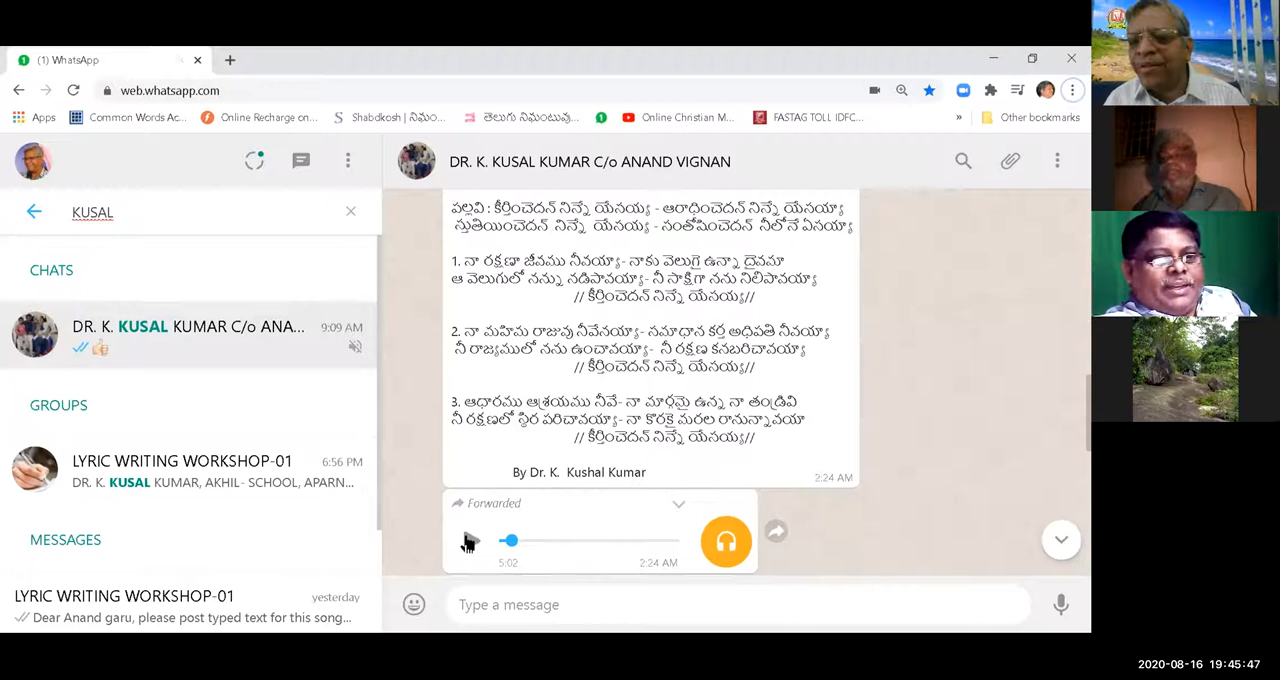 (1) WhatsApp
web.whatsapp.com
Apps
Common Words Ac...
Online Recharge on...
Shabdkosh | నిఘం...
తెలుగు నిఘంటువు...
Online Christian M...
FASTAG TOLL IDFC...
»
Other bookmarks
KUSAL
CHATS
DR. K. KUSAL KUMAR C/o ANA...
9:09 AM
GROUPS
LYRIC WRITING WORKSHOP-01
6:56 PM
DR. K. KUSAL KUMAR, AKHIL- SCHOOL, APARN...
MESSAGES
LYRIC WRITING WORKSHOP-01
yesterday
Dear Anand garu, please post typed text for this song...
DR. K. KUSAL KUMAR C/o ANAND VIGNAN
పల్లవి : కీర్తించెదన్ నిన్నే యేసయ్య - ఆరాధించెదన్ నిన్నే యేసయ్యా
స్తుతియించెదన్ నిన్నే యేసయ్య - సంతోషించెదన్ నీలోనే ఏసయ్యా
1. నా రక్షణా జీవము నీవయ్యా- నాకు వెలుగై ఉన్నా దైవమా
ఆ వెలుగులో నన్ను నడిపావయ్యా- నీ సాక్షిగా నను నిలిపావయ్యా
// కీర్తించెదన్ నిన్నే యేసయ్య//
2. నా మహిమ రాజువు నీవేనయ్యా- సమాధాన కర్త అధిపతి నీవయ్యా
నీ రాజ్యములో నను ఉంచావయ్యా- నీ రక్షణ కనబరిచావయ్యా
// కీర్తించెదన్ నిన్నే యేసయ్య//
3. ఆధారము ఆశ్రయము నీవే- నా మార్గమై ఉన్న నా తండ్రివి
నీ రక్షణలో స్థిర పరిచావయ్యా- నా కొరకై మరల రానున్నావయా
// కీర్తించెదన్ నిన్నే యేసయ్య//
By Dr. K. Kushal Kumar
2:24 AM
Forwarded
5:02
2:24 AM
Type a message
2020-08-16 19:45:47